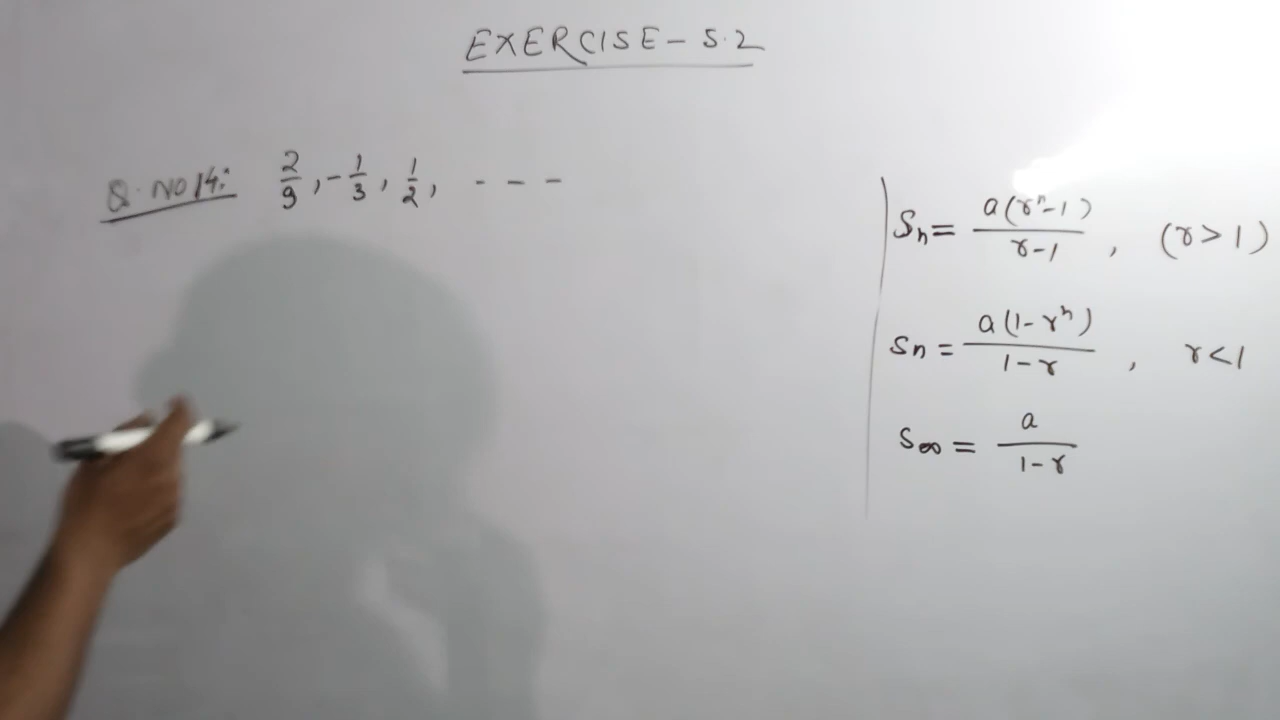 EXERCISE - 5.2
Q. NO 14: 2/9, -1/3, 1/2, - - -
Sn = a(r^n - 1) / r - 1 , (r > 1)
Sn = a(1 - r^n) / 1 - r , r < 1
S∞ = a / 1 - r